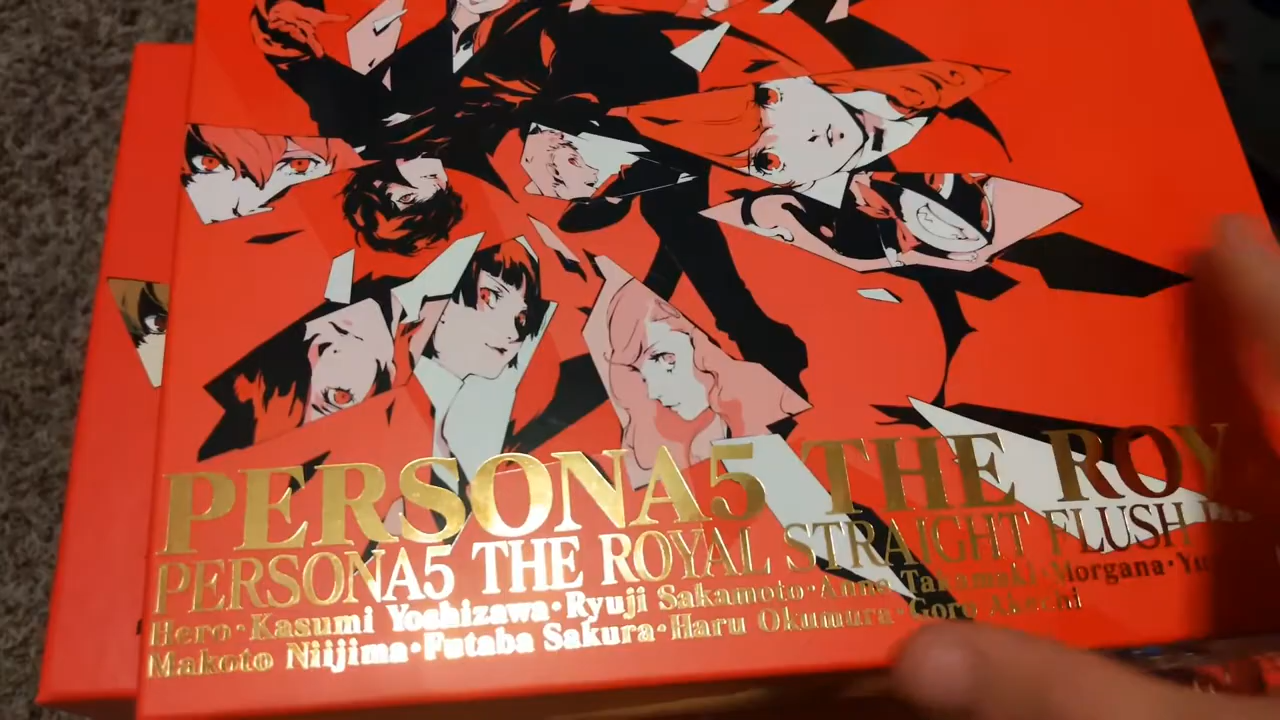 PERSONA5 THE ROY
PERSONA5 THE ROYAL STRAIGHT FLUSH
Hero·Kasumi Yoshizawa·Ryuji Sakamoto·Anne Takamaki·Morgana·Yu
Makoto Niijima·Futaba Sakura·Haru Okumura·Goro Akechi